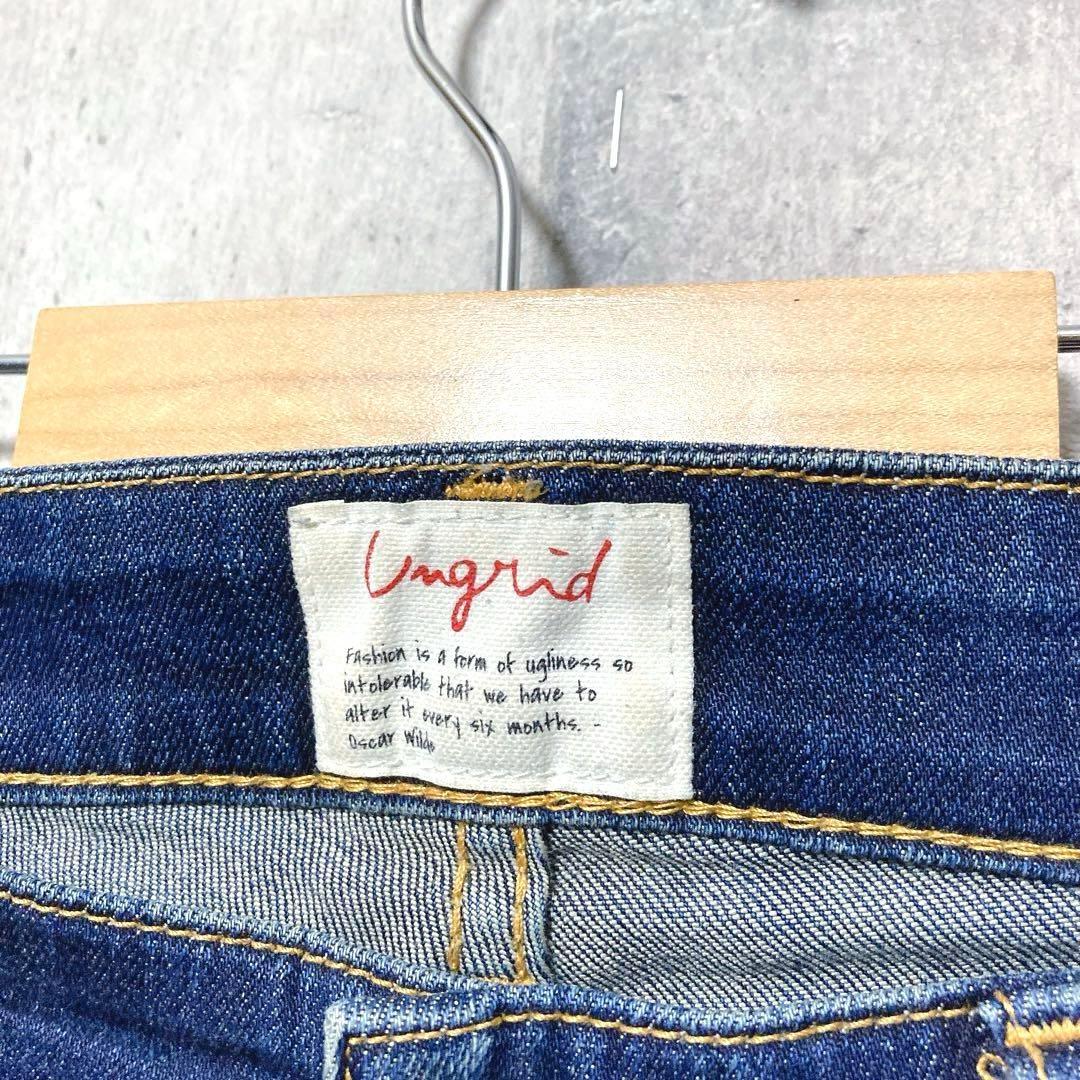 Ungrid
Fashion is a form of ugliness so
intolerable that we have to
alter it every six months. -
Oscar Wilde